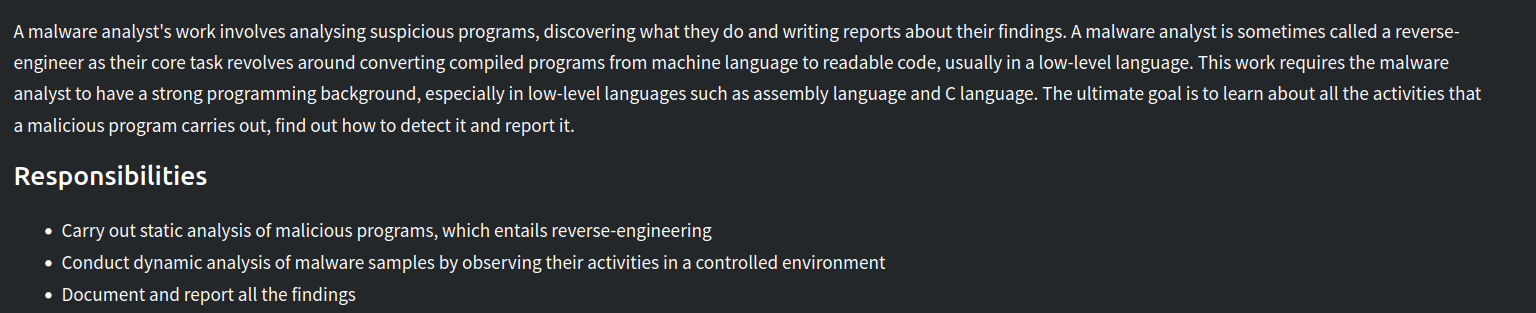 A malware analyst's work involves analysing suspicious programs, discovering what they do and writing reports about their findings. A malware analyst is sometimes called a reverse-
engineer as their core task revolves around converting compiled programs from machine language to readable code, usually in a low-level language. This work requires the malware
analyst to have a strong programming background, especially in low-level languages such as assembly language and C language. The ultimate goal is to learn about all the activities that
a malicious program carries out, find out how to detect it and report it.
Responsibilities
• Carry out static analysis of malicious programs, which entails reverse-engineering
• Conduct dynamic analysis of malware samples by observing their activities in a controlled environment
• Document and report all the findings